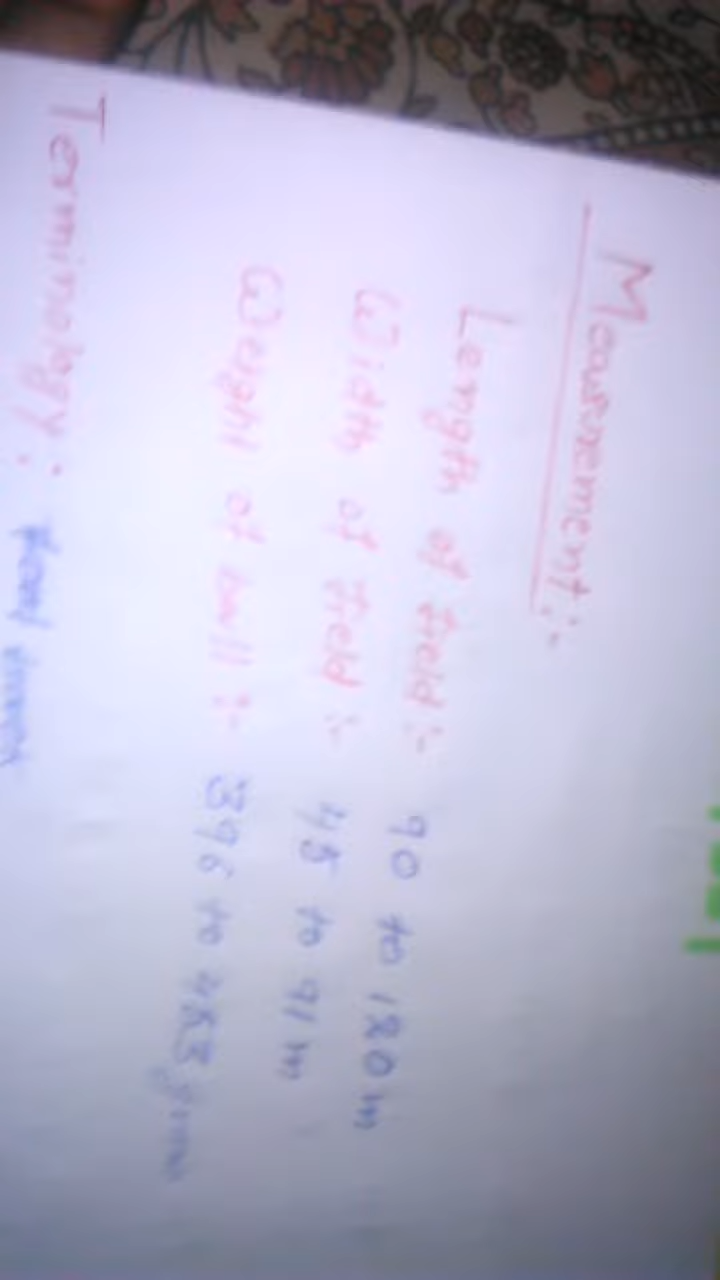 Measurement :-
Length of field :- 90 to 120 m
Width of field :- 45 to 91 m
Weight of ball :- 396 to 453 gms
Terminology :